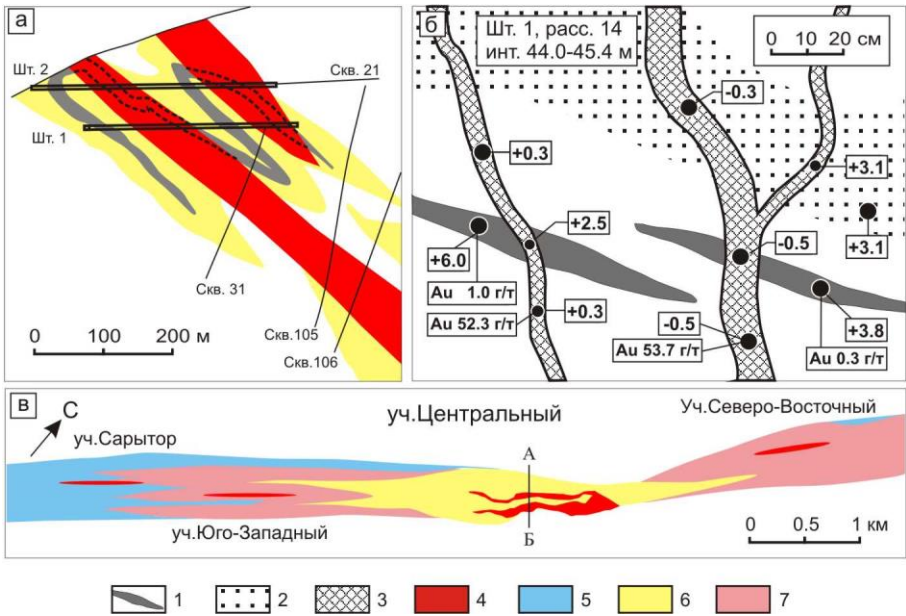 а
Шт. 2
Скв. 21
Шт. 1
Скв. 31
0 100 200 м
Скв.105
Скв.106
б
Шт. 1, расс. 14
инт. 44.0-45.4 м
0 10 20 см
-0.3
+0.3
+3.1
+2.5
+3.1
+6.0
-0.5
Au 1.0 г/т
+0.3
Au 52.3 г/т
-0.5
+3.8
Au 53.7 г/т
Au 0.3 г/т
в
С
уч.Сарытор
уч.Центральный
Уч.Северо-Восточный
А
Б
уч.Юго-Западный
0 0.5 1 км
1 2 3 4 5 6 7